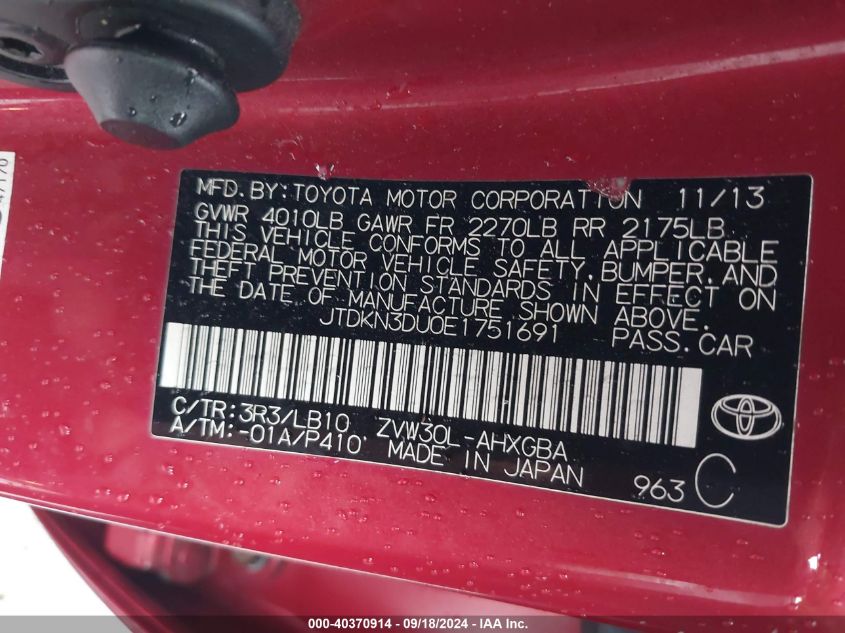 MFD. BY: TOYOTA MOTOR CORPORATION 11/13
GVWR 4010LB GAWR FR 2270LB RR 2175LB
THIS VEHICLE CONFORMS TO ALL APPLICABLE
FEDERAL MOTOR VEHICLE SAFETY, BUMPER, AND
THEFT PREVENTION STANDARDS IN EFFECT ON
THE DATE OF MANUFACTURE SHOWN ABOVE.
JTDKN3DU0E1751691 PASS. CAR
C/TR: 3R3/LB10 ZVW30L-AHXGBA
A/TM: -01A/P410 MADE IN JAPAN
963 C
000-40370914 - 09/18/2024 - IAA Inc.